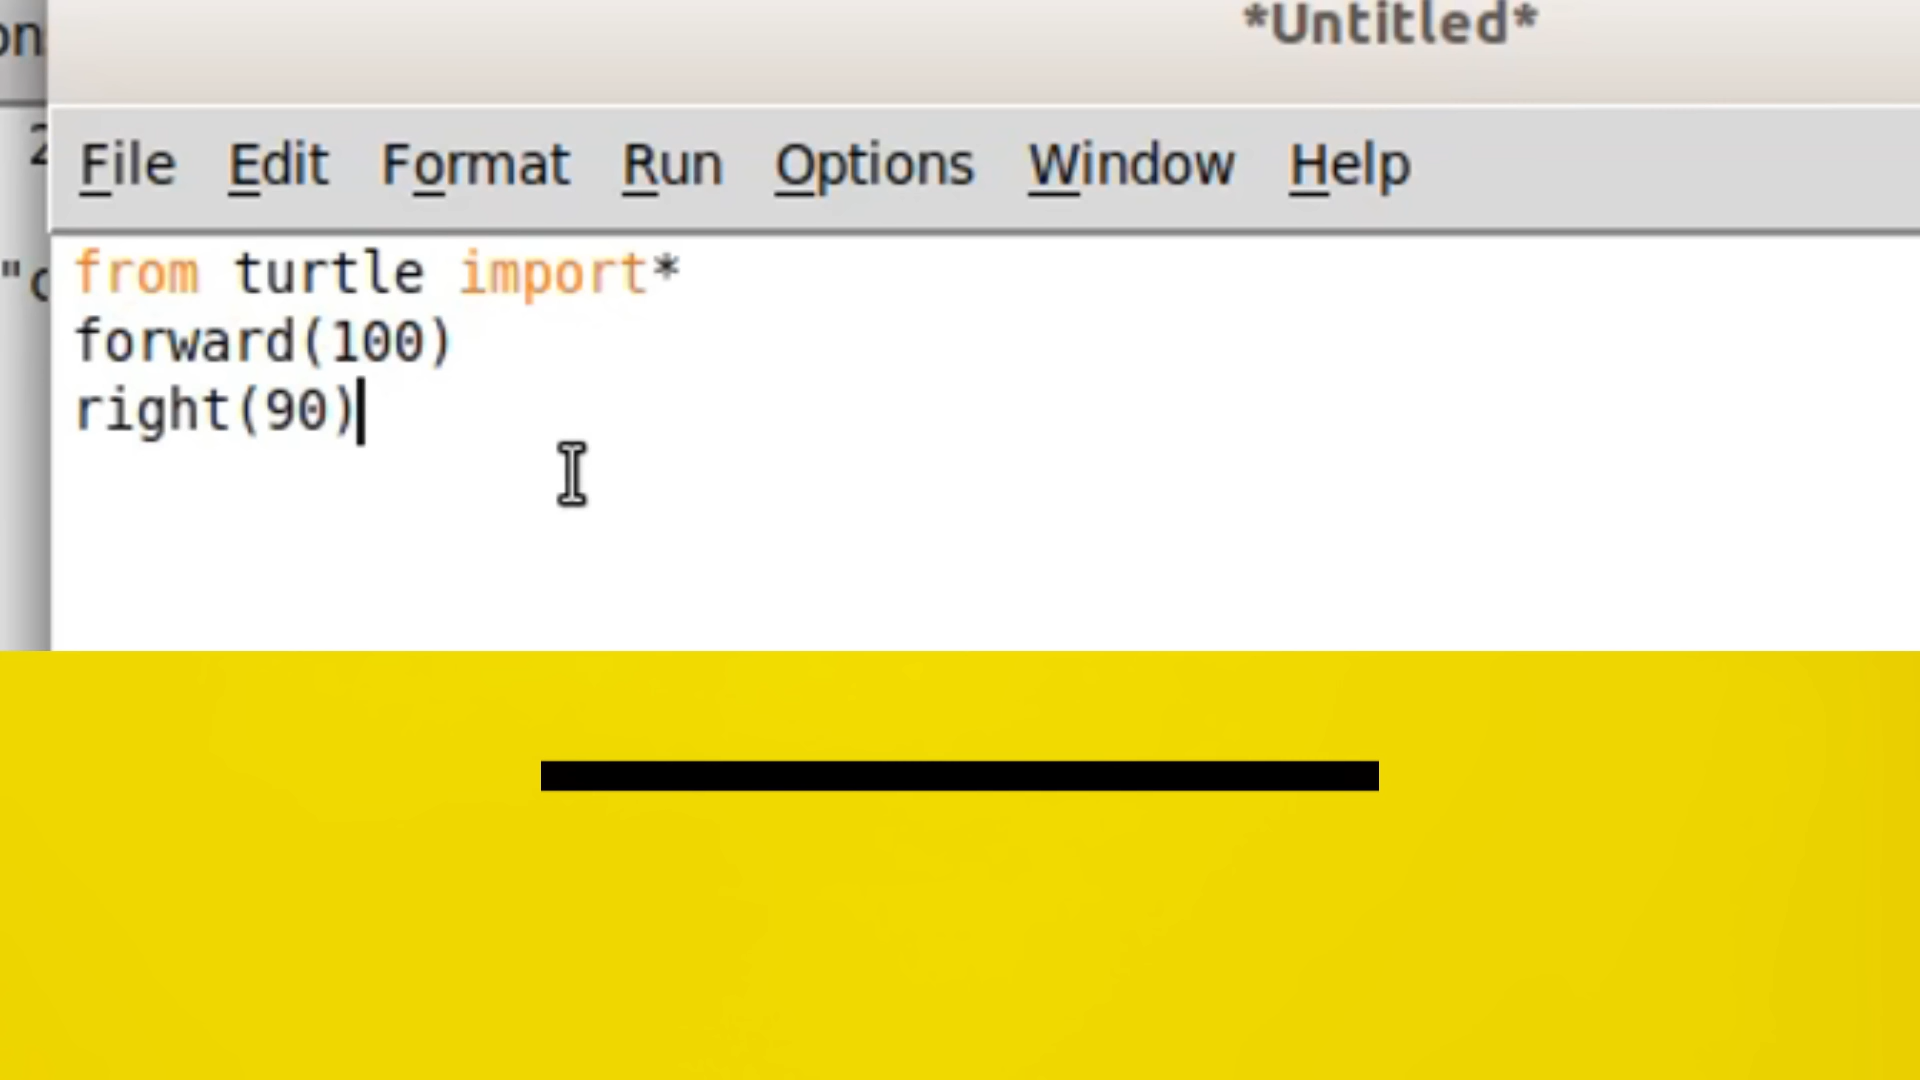 *Untitled*
File Edit Format Run Options Window Help
from turtle import*
forward(100)
right(90)